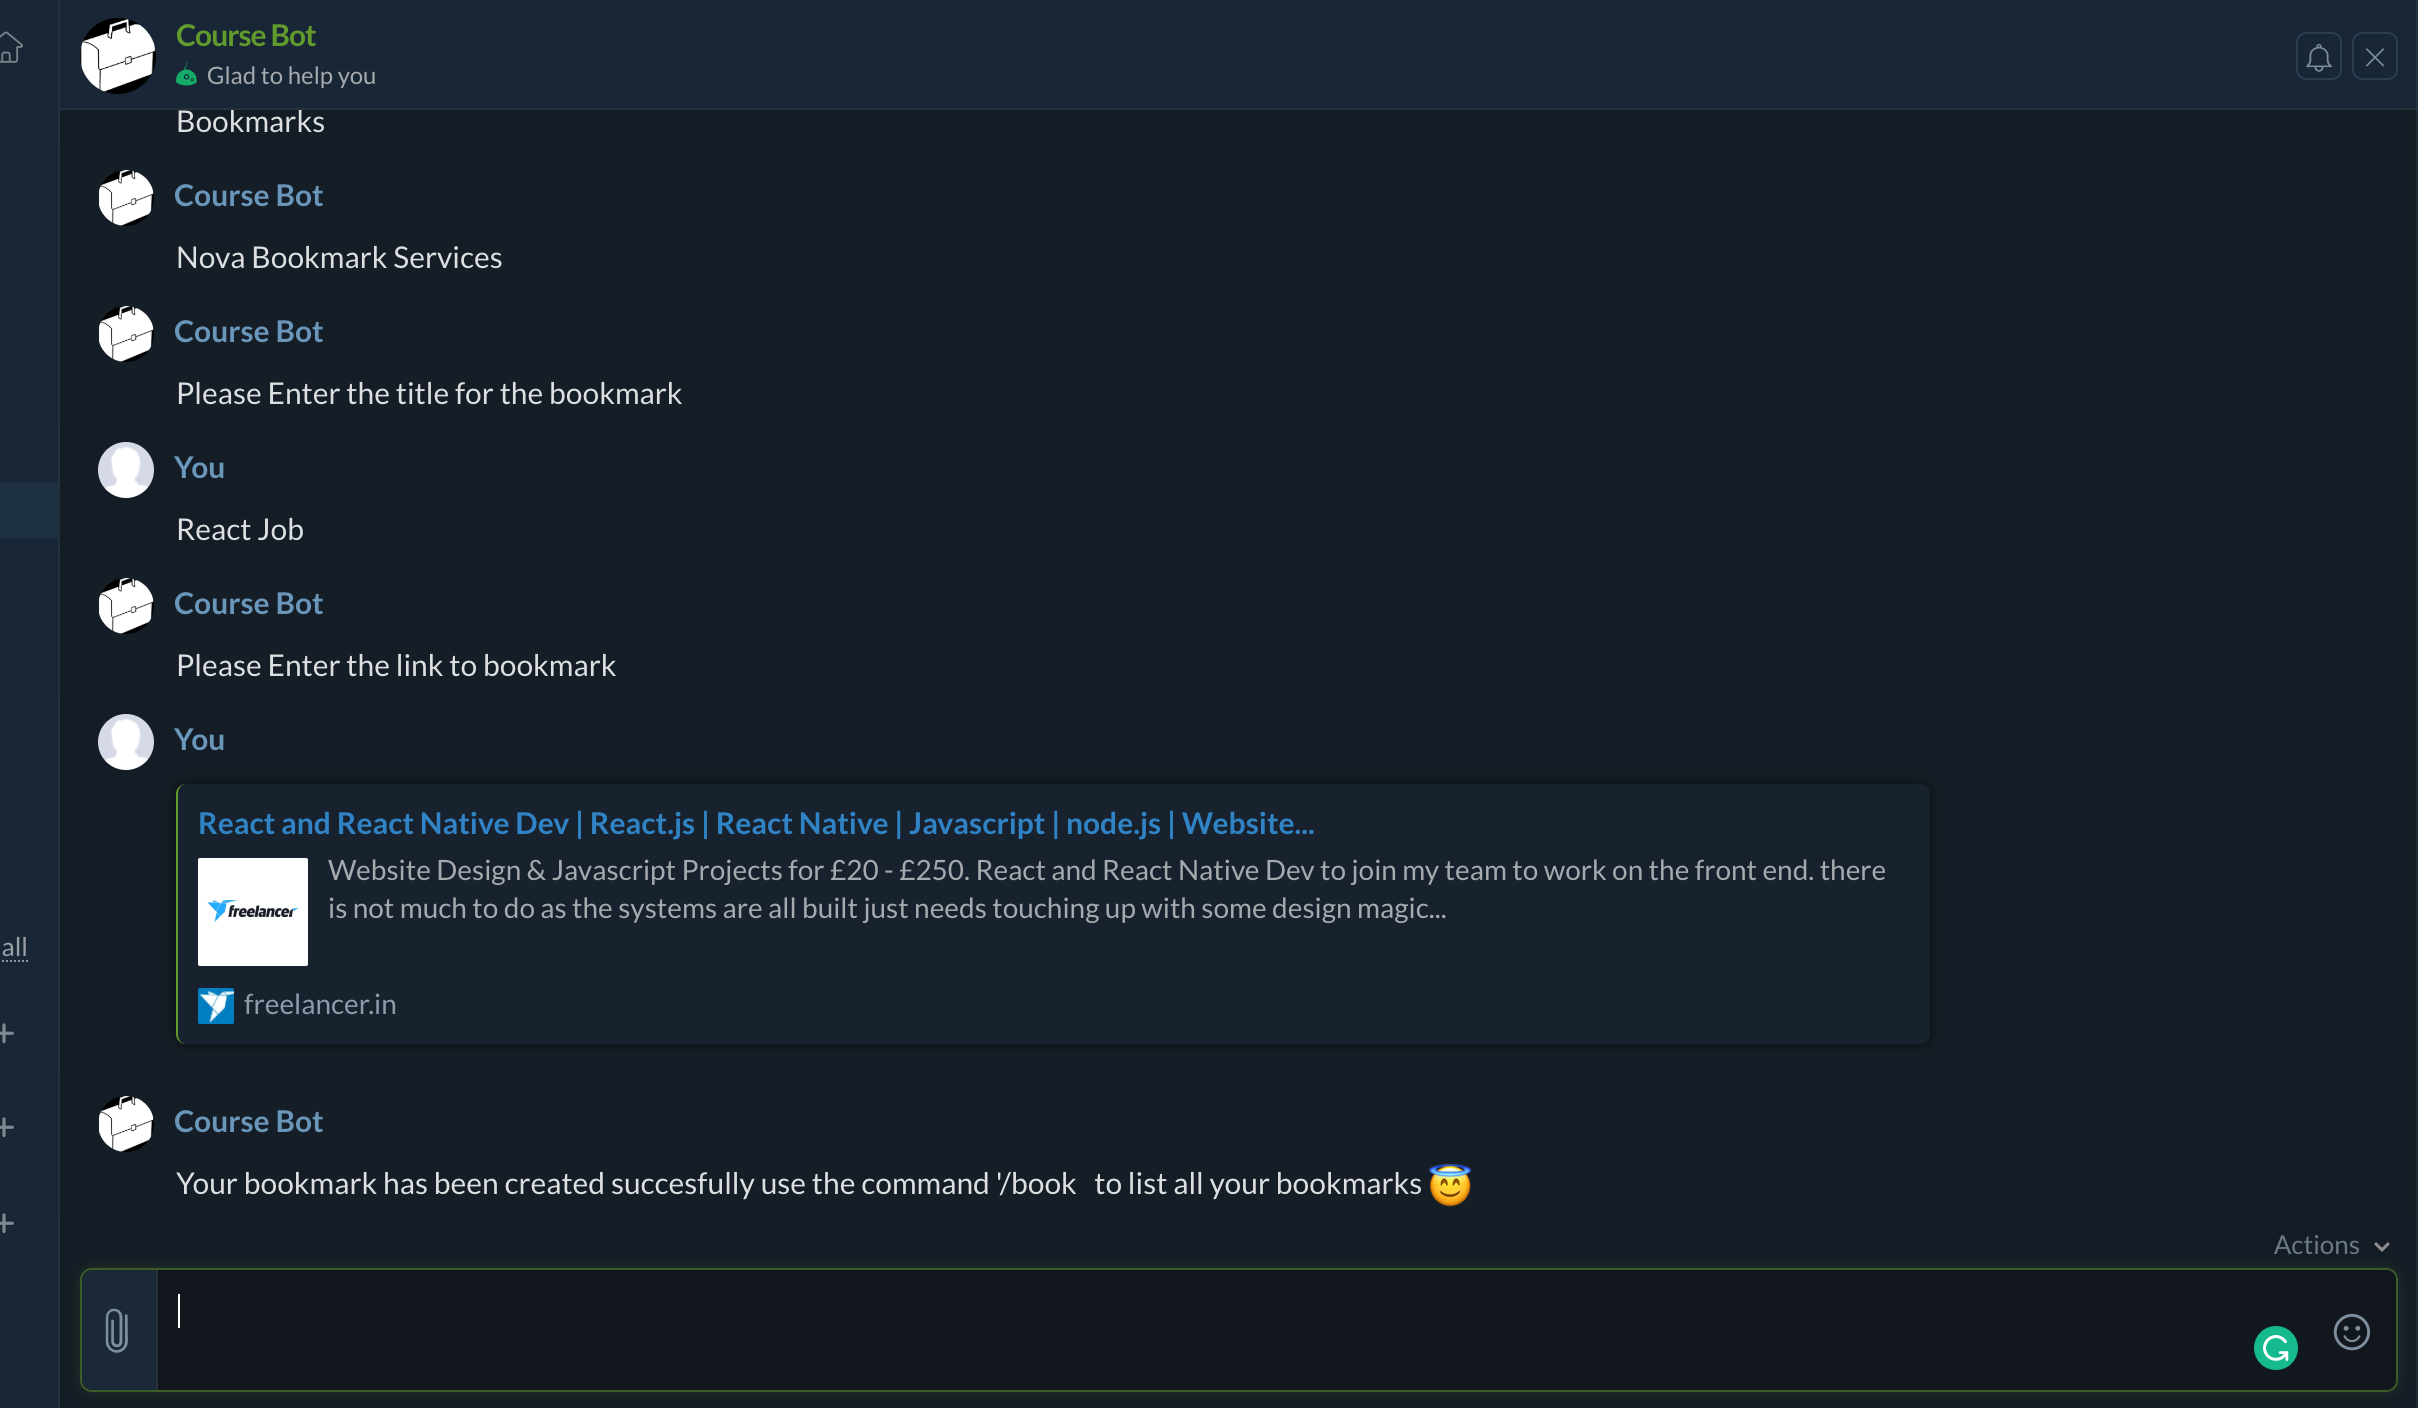 Course Bot
Glad to help you
Bookmarks
Course Bot
Nova Bookmark Services
Course Bot
Please Enter the title for the bookmark
You
React Job
Course Bot
Please Enter the link to bookmark
You
React and React Native Dev | React.js | React Native | Javascript | node.js | Website...
Website Design & Javascript Projects for £20 - £250. React and React Native Dev to join my team to work on the front end. there
is not much to do as the systems are all built just needs touching up with some design magic...
freelancer
freelancer.in
all
Course Bot
Your bookmark has been created succesfully use the command '/book   to list all your bookmarks 😇
Actions